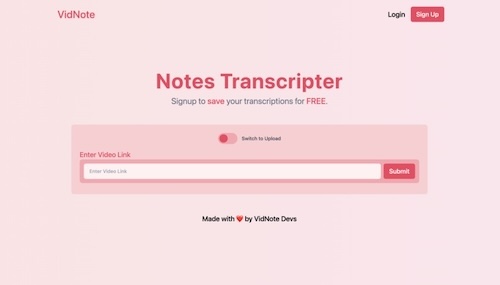 VidNote
Login
Sign Up
Notes Transcripter
Signup to save your transcriptions for FREE.
Switch to Upload
Enter Video Link
Enter Video Link
Submit
Made with ❤️ by VidNote Devs